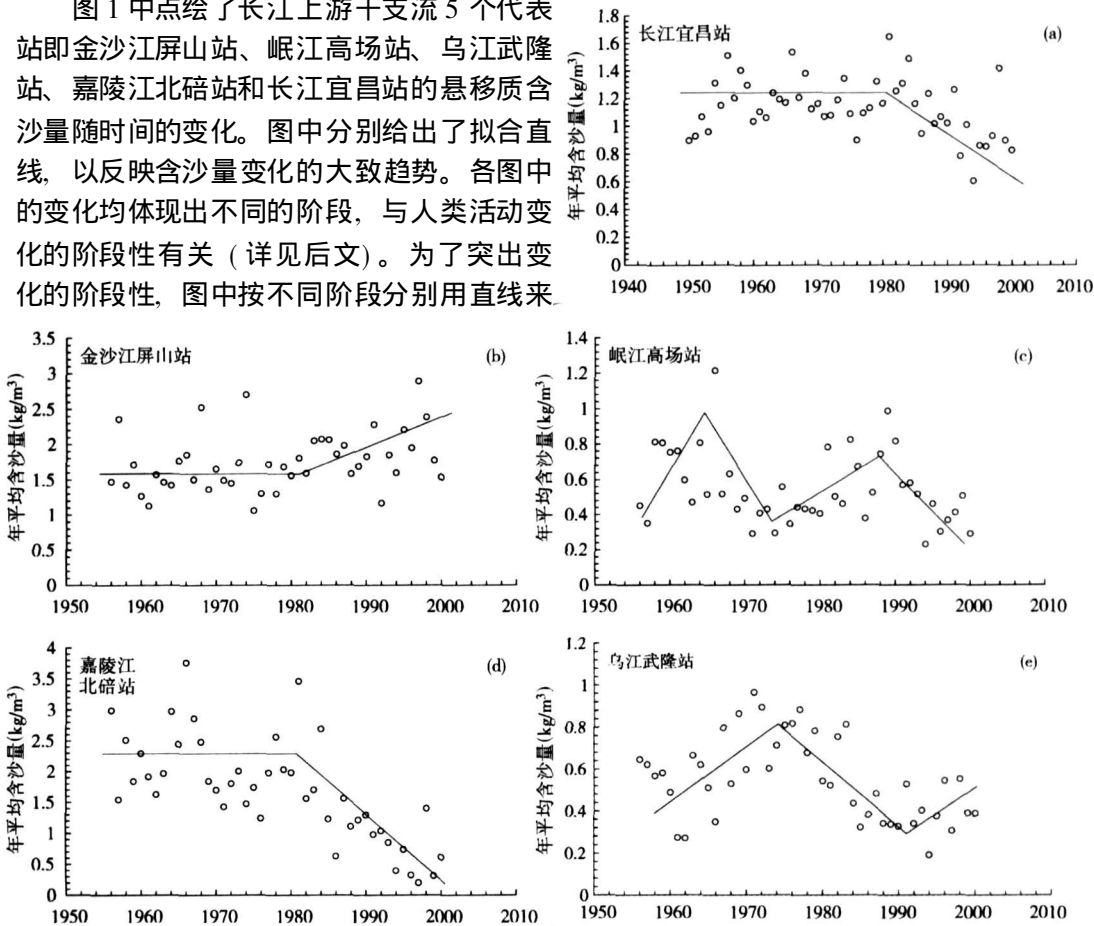 图 1 中点绘了长江上游干支流 5 个代表
站即金沙江屏山站、岷江高场站、乌江武隆
站、嘉陵江北碚站和长江宜昌站的悬移质含
沙量随时间的变化。图中分别给出了拟合直
线, 以反映含沙量变化的大致趋势。各图中
的变化均体现出不同的阶段, 与人类活动变
化的阶段性有关 ( 详见后文) 。为了突出变
化的阶段性, 图中按不同阶段分别用直线来
长江宜昌站
(a)
年平均含沙量(kg/m³)
1.8
1.6
1.4
1.2
1
0.8
0.6
0.4
0.2
0
1940 1950 1960 1970 1980 1990 2000 2010
金沙江屏山站
(b)
年平均含沙量(kg/m³)
3.5
3
2.5
2
1.5
1
0.5
0
1950 1960 1970 1980 1990 2000 2010
岷江高场站
(c)
年平均含沙量(kg/m³)
1.4
1.2
1
0.8
0.6
0.4
0.2
0
1950 1960 1970 1980 1990 2000 2010
嘉陵江
北碚站
(d)
年平均含沙量(kg/m³)
4
3.5
3
2.5
2
1.5
1
0.5
0
1950 1960 1970 1980 1990 2000 2010
乌江武隆站
(e)
年平均含沙量(kg/m³)
1.2
1
0.8
0.6
0.4
0.2
0
1950 1960 1970 1980 1990 2000 2010